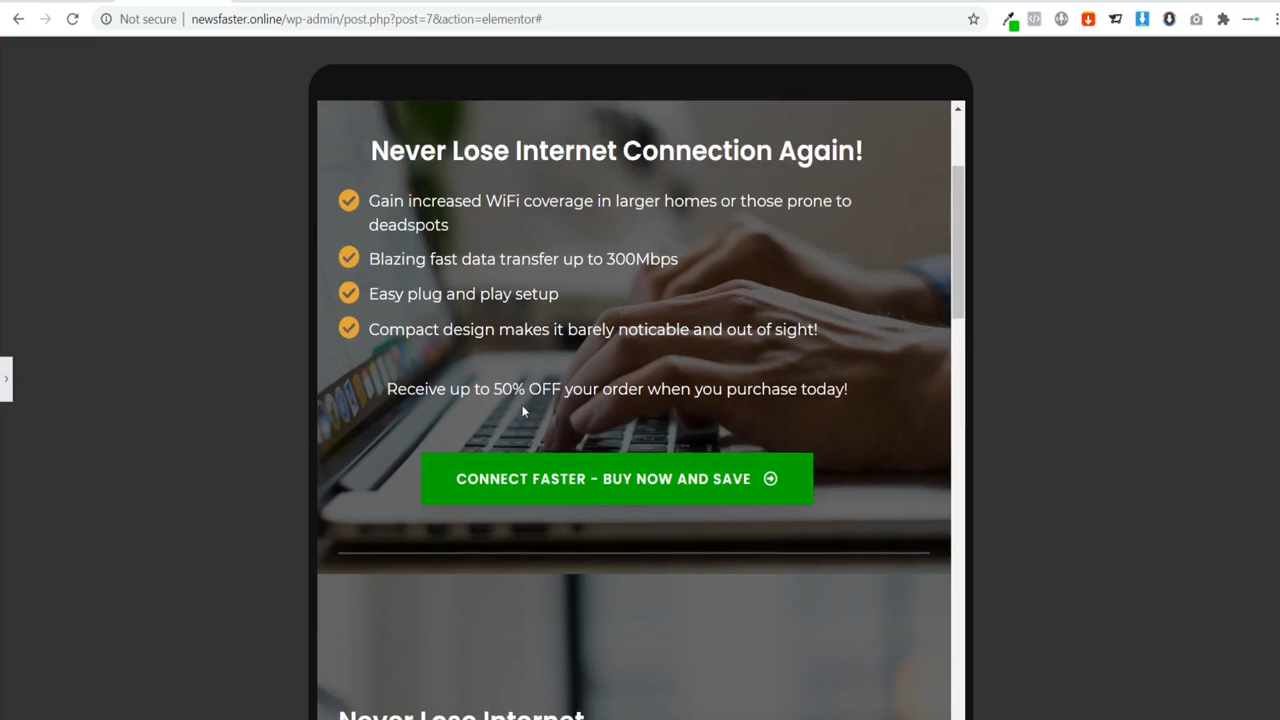 Not secure
newsfaster.online/wp-admin/post.php?post=7&action=elementor#
Never Lose Internet Connection Again!
Gain increased WiFi coverage in larger homes or those prone to
deadspots
Blazing fast data transfer up to 300Mbps
Easy plug and play setup
Compact design makes it barely noticable and out of sight!
Receive up to 50% OFF your order when you purchase today!
CONNECT FASTER - BUY NOW AND SAVE
Never Lose Internet